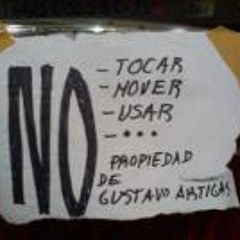 NO
- TOCAR
- MOVER
- USAR
- •••
PROPIEDAD
DE
GUSTAVO ARTIGAS